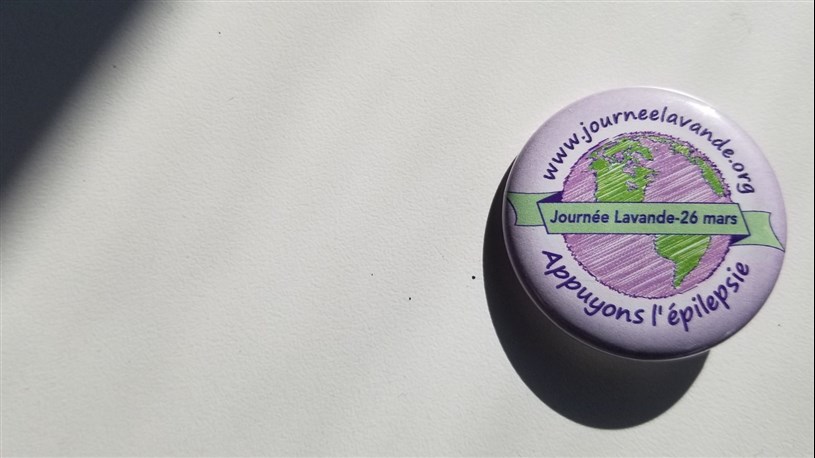 www.journeelavande.org
Journée Lavande-26 mars
Appuyons l'épilepsie